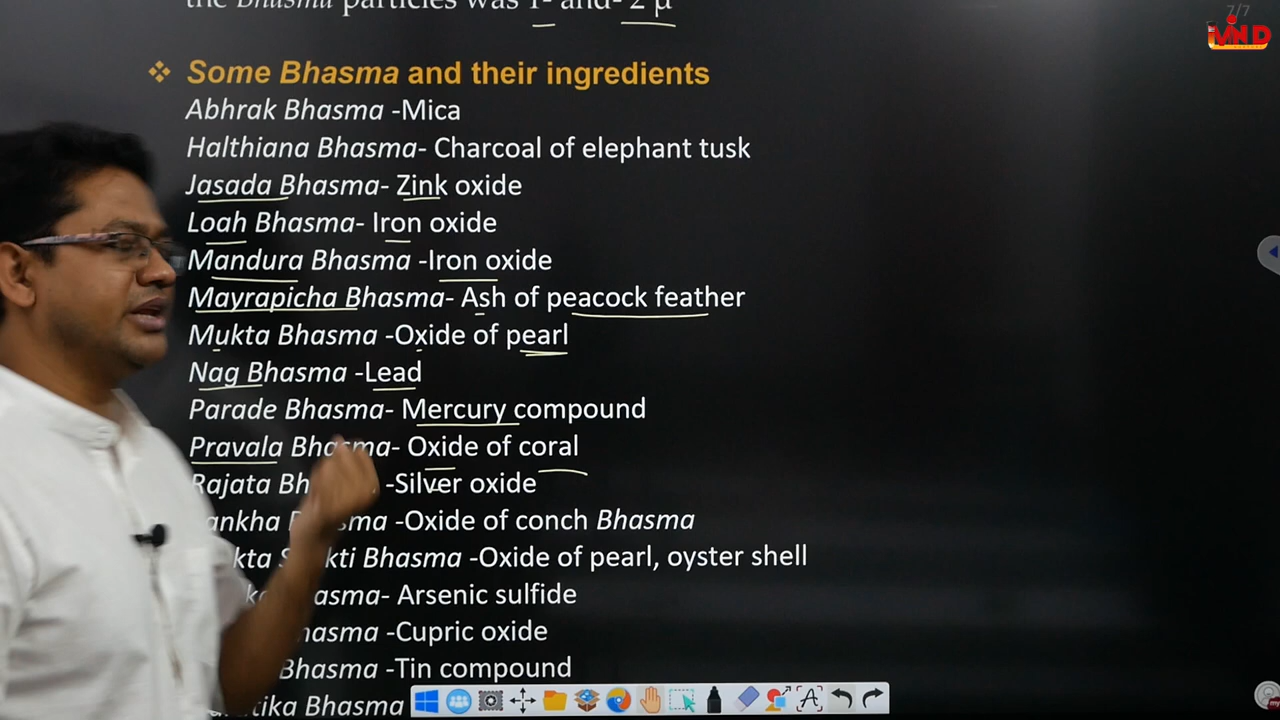 the Bhasma particles was 1- and- 2 µ
7/7
Some Bhasma and their ingredients
Abhrak Bhasma -Mica
Halthiana Bhasma- Charcoal of elephant tusk
Jasada Bhasma- Zink oxide
Loah Bhasma- Iron oxide
Mandura Bhasma -Iron oxide
Mayrapicha Bhasma- Ash of peacock feather
Mukta Bhasma -Oxide of pearl
Nag Bhasma -Lead
Parade Bhasma- Mercury compound
Pravala Bhasma- Oxide of coral
Rajata Bh -Silver oxide
ankha sma -Oxide of conch Bhasma
kta S kti Bhasma -Oxide of pearl, oyster shell
asma- Arsenic sulfide
hasma -Cupric oxide
Bhasma -Tin compound
tika Bhasma